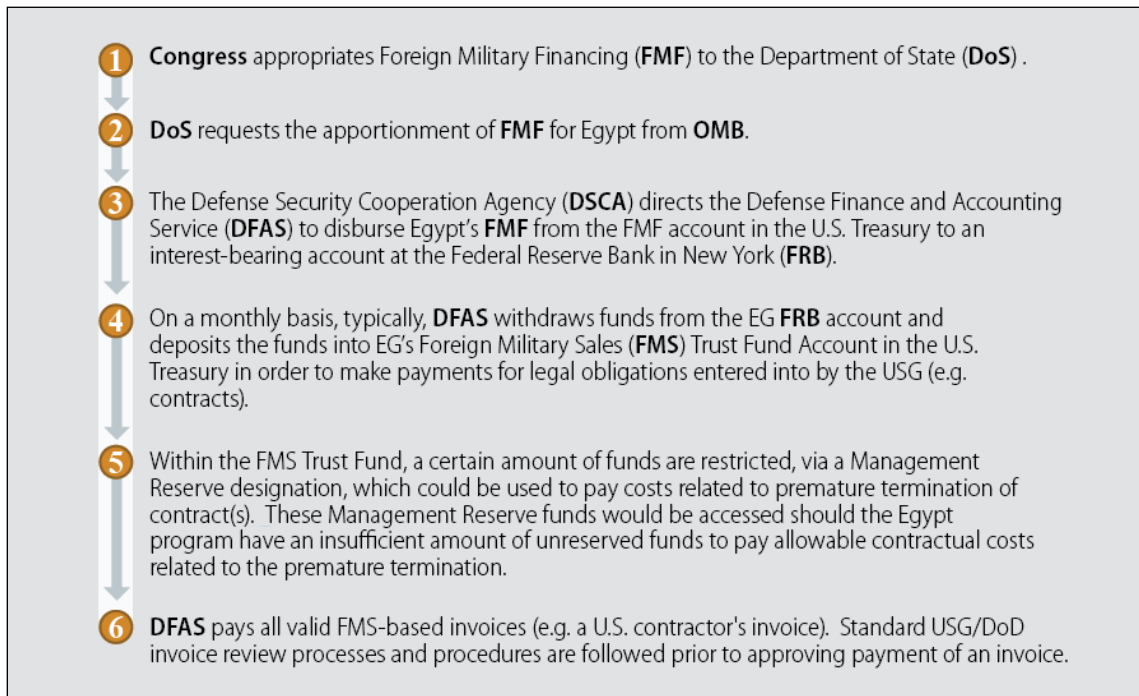 1 Congress appropriates Foreign Military Financing (FMF) to the Department of State (DoS) .
2 DoS requests the apportionment of FMF for Egypt from OMB.
3 The Defense Security Cooperation Agency (DSCA) directs the Defense Finance and Accounting
Service (DFAS) to disburse Egypt's FMF from the FMF account in the U.S. Treasury to an
interest-bearing account at the Federal Reserve Bank in New York (FRB).
4 On a monthly basis, typically, DFAS withdraws funds from the EG FRB account and
deposits the funds into EG's Foreign Military Sales (FMS) Trust Fund Account in the U.S.
Treasury in order to make payments for legal obligations entered into by the USG (e.g.
contracts).
5 Within the FMS Trust Fund, a certain amount of funds are restricted, via a Management
Reserve designation, which could be used to pay costs related to premature termination of
contract(s). These Management Reserve funds would be accessed should the Egypt
program have an insufficient amount of unreserved funds to pay allowable contractual costs
related to the premature termination.
6 DFAS pays all valid FMS-based invoices (e.g. a U.S. contractor's invoice). Standard USG/DoD
invoice review processes and procedures are followed prior to approving payment of an invoice.